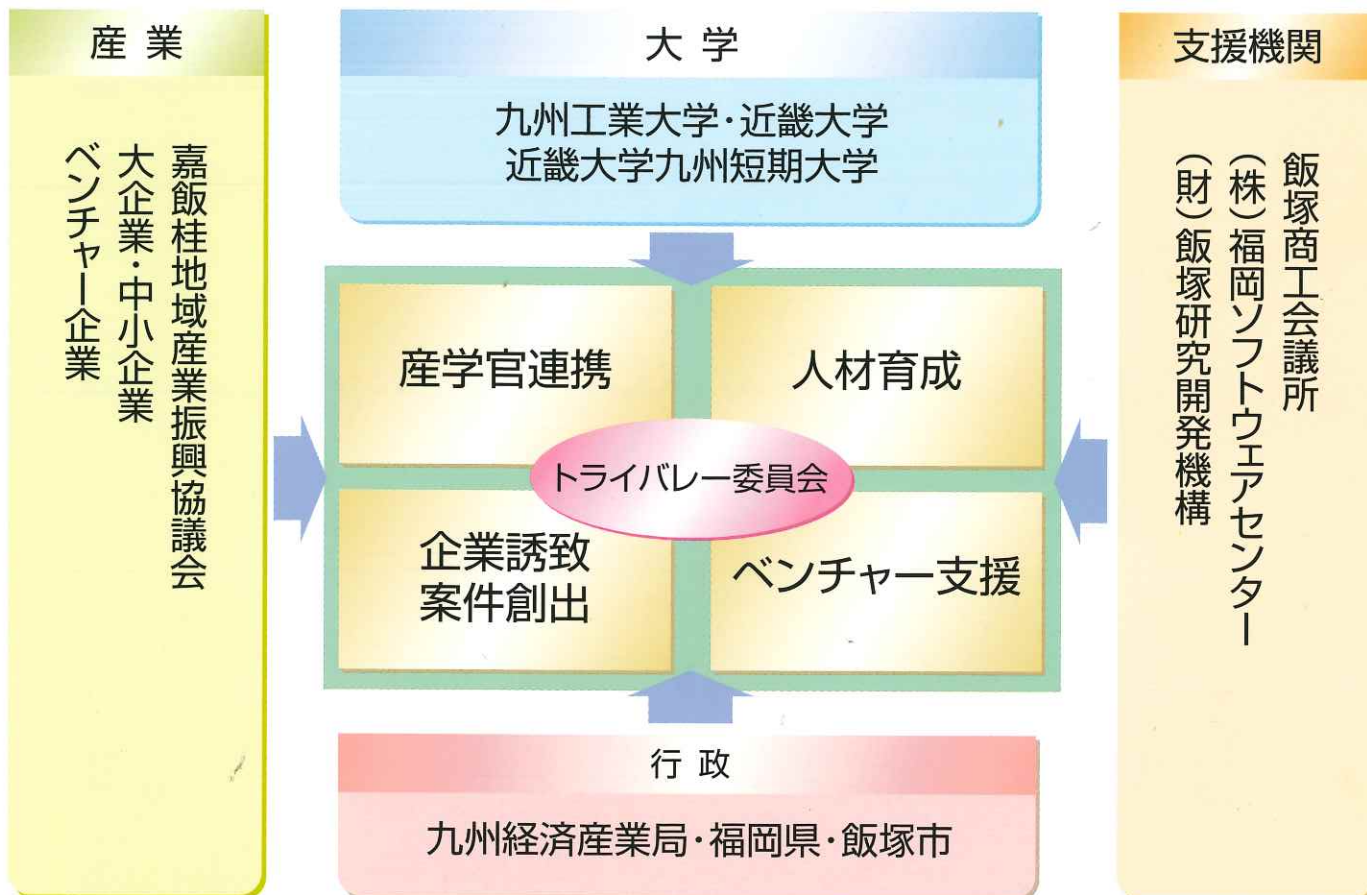 産業
嘉飯桂地域産業振興協議会
大企業・中小企業
ベンチャー企業
大学
九州工業大学・近畿大学
近畿大学九州短期大学
支援機関
飯塚商工会議所
(株)福岡ソフトウェアセンター
(財)飯塚研究開発機構
産学官連携
人材育成
トライバレー委員会
企業誘致
案件創出
ベンチャー支援
行政
九州経済産業局・福岡県・飯塚市